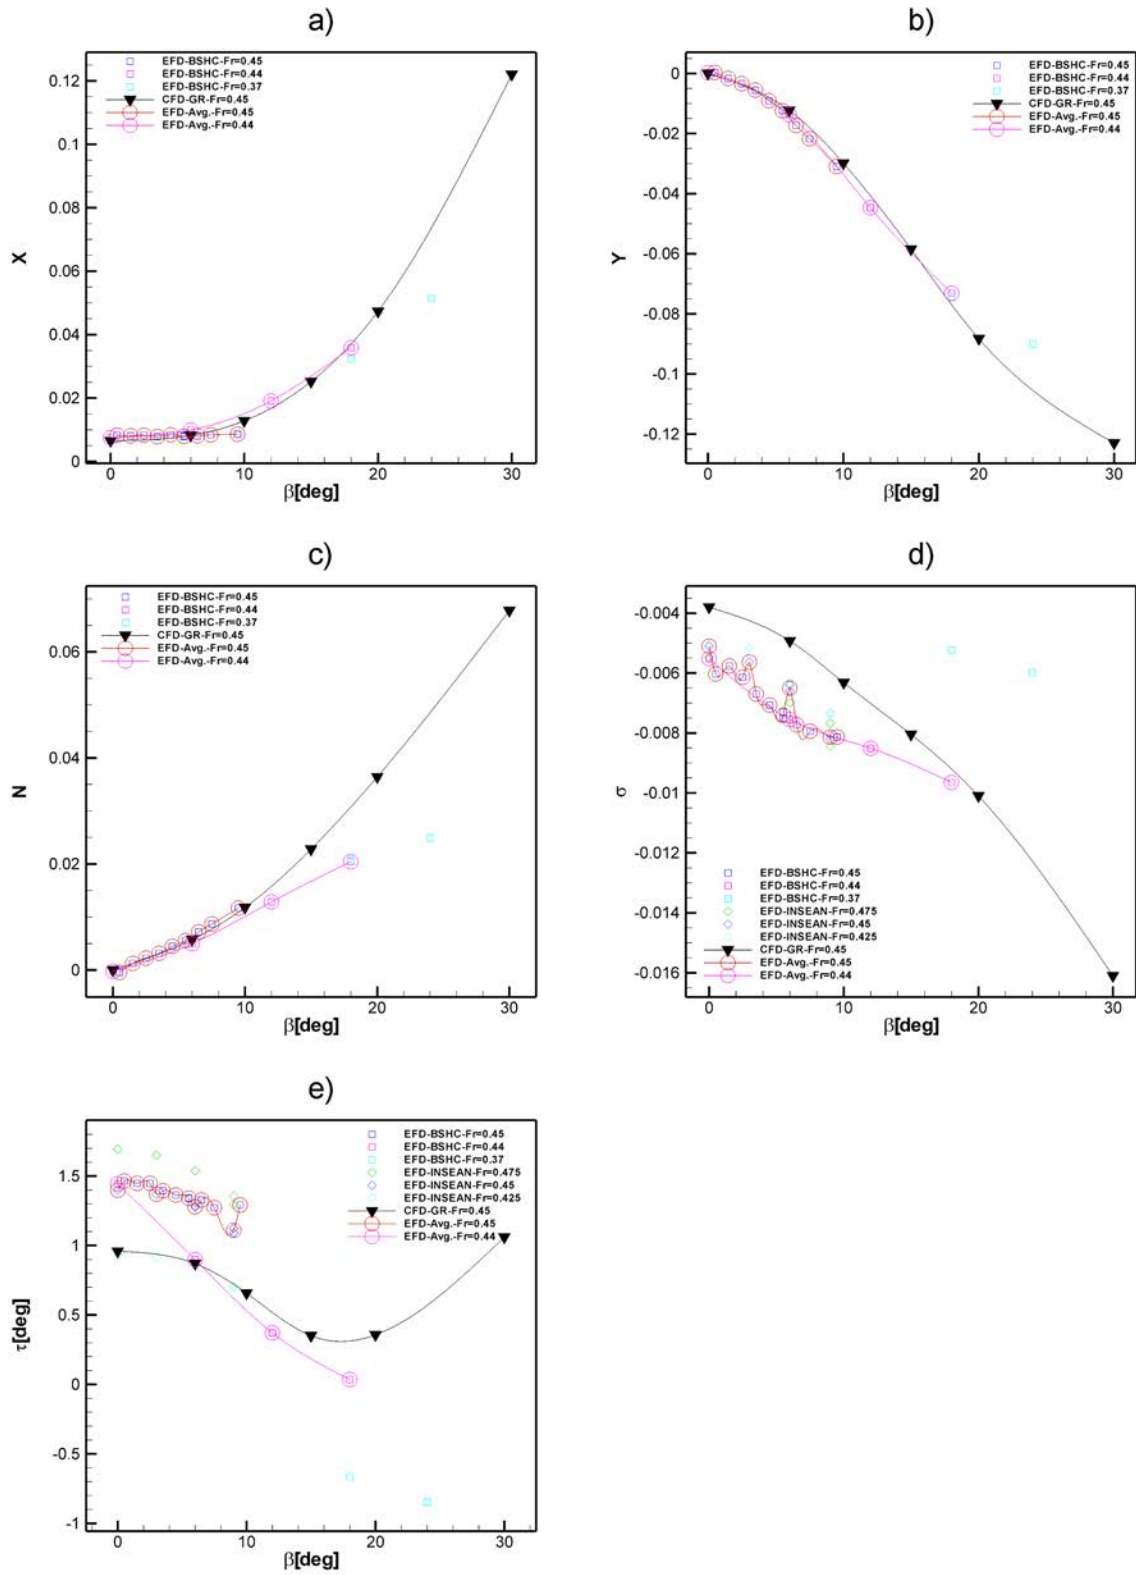 a)
EFD-BSHC-Fr=0.45
EFD-BSHC-Fr=0.44
EFD-BSHC-Fr=0.37
CFD-GR-Fr=0.45
EFD-Avg.-Fr=0.45
EFD-Avg.-Fr=0.44
0.12
0.1
0.08
0.06
0.04
0.02
0
X
0
10
20
30
β[deg]
b)
EFD-BSHC-Fr=0.45
EFD-BSHC-Fr=0.44
EFD-BSHC-Fr=0.37
CFD-GR-Fr=0.45
EFD-Avg.-Fr=0.45
EFD-Avg.-Fr=0.44
0
-0.02
-0.04
-0.06
-0.08
-0.1
-0.12
Y
0
10
20
30
β[deg]
c)
EFD-BSHC-Fr=0.45
EFD-BSHC-Fr=0.44
EFD-BSHC-Fr=0.37
CFD-GR-Fr=0.45
EFD-Avg.-Fr=0.45
EFD-Avg.-Fr=0.44
0.06
0.04
0.02
0
N
0
10
20
30
β[deg]
d)
-0.004
-0.006
-0.008
-0.01
-0.012
-0.014
-0.016
σ
EFD-BSHC-Fr=0.45
EFD-BSHC-Fr=0.44
EFD-BSHC-Fr=0.37
EFD-INSEAN-Fr=0.475
EFD-INSEAN-Fr=0.45
EFD-INSEAN-Fr=0.425
CFD-GR-Fr=0.45
EFD-Avg.-Fr=0.45
EFD-Avg.-Fr=0.44
0
10
20
30
β[deg]
e)
EFD-BSHC-Fr=0.45
EFD-BSHC-Fr=0.44
EFD-BSHC-Fr=0.37
EFD-INSEAN-Fr=0.475
EFD-INSEAN-Fr=0.45
EFD-INSEAN-Fr=0.425
CFD-GR-Fr=0.45
EFD-Avg.-Fr=0.45
EFD-Avg.-Fr=0.44
1.5
1
0.5
0
-0.5
-1
τ[deg]
0
10
20
30
β[deg]